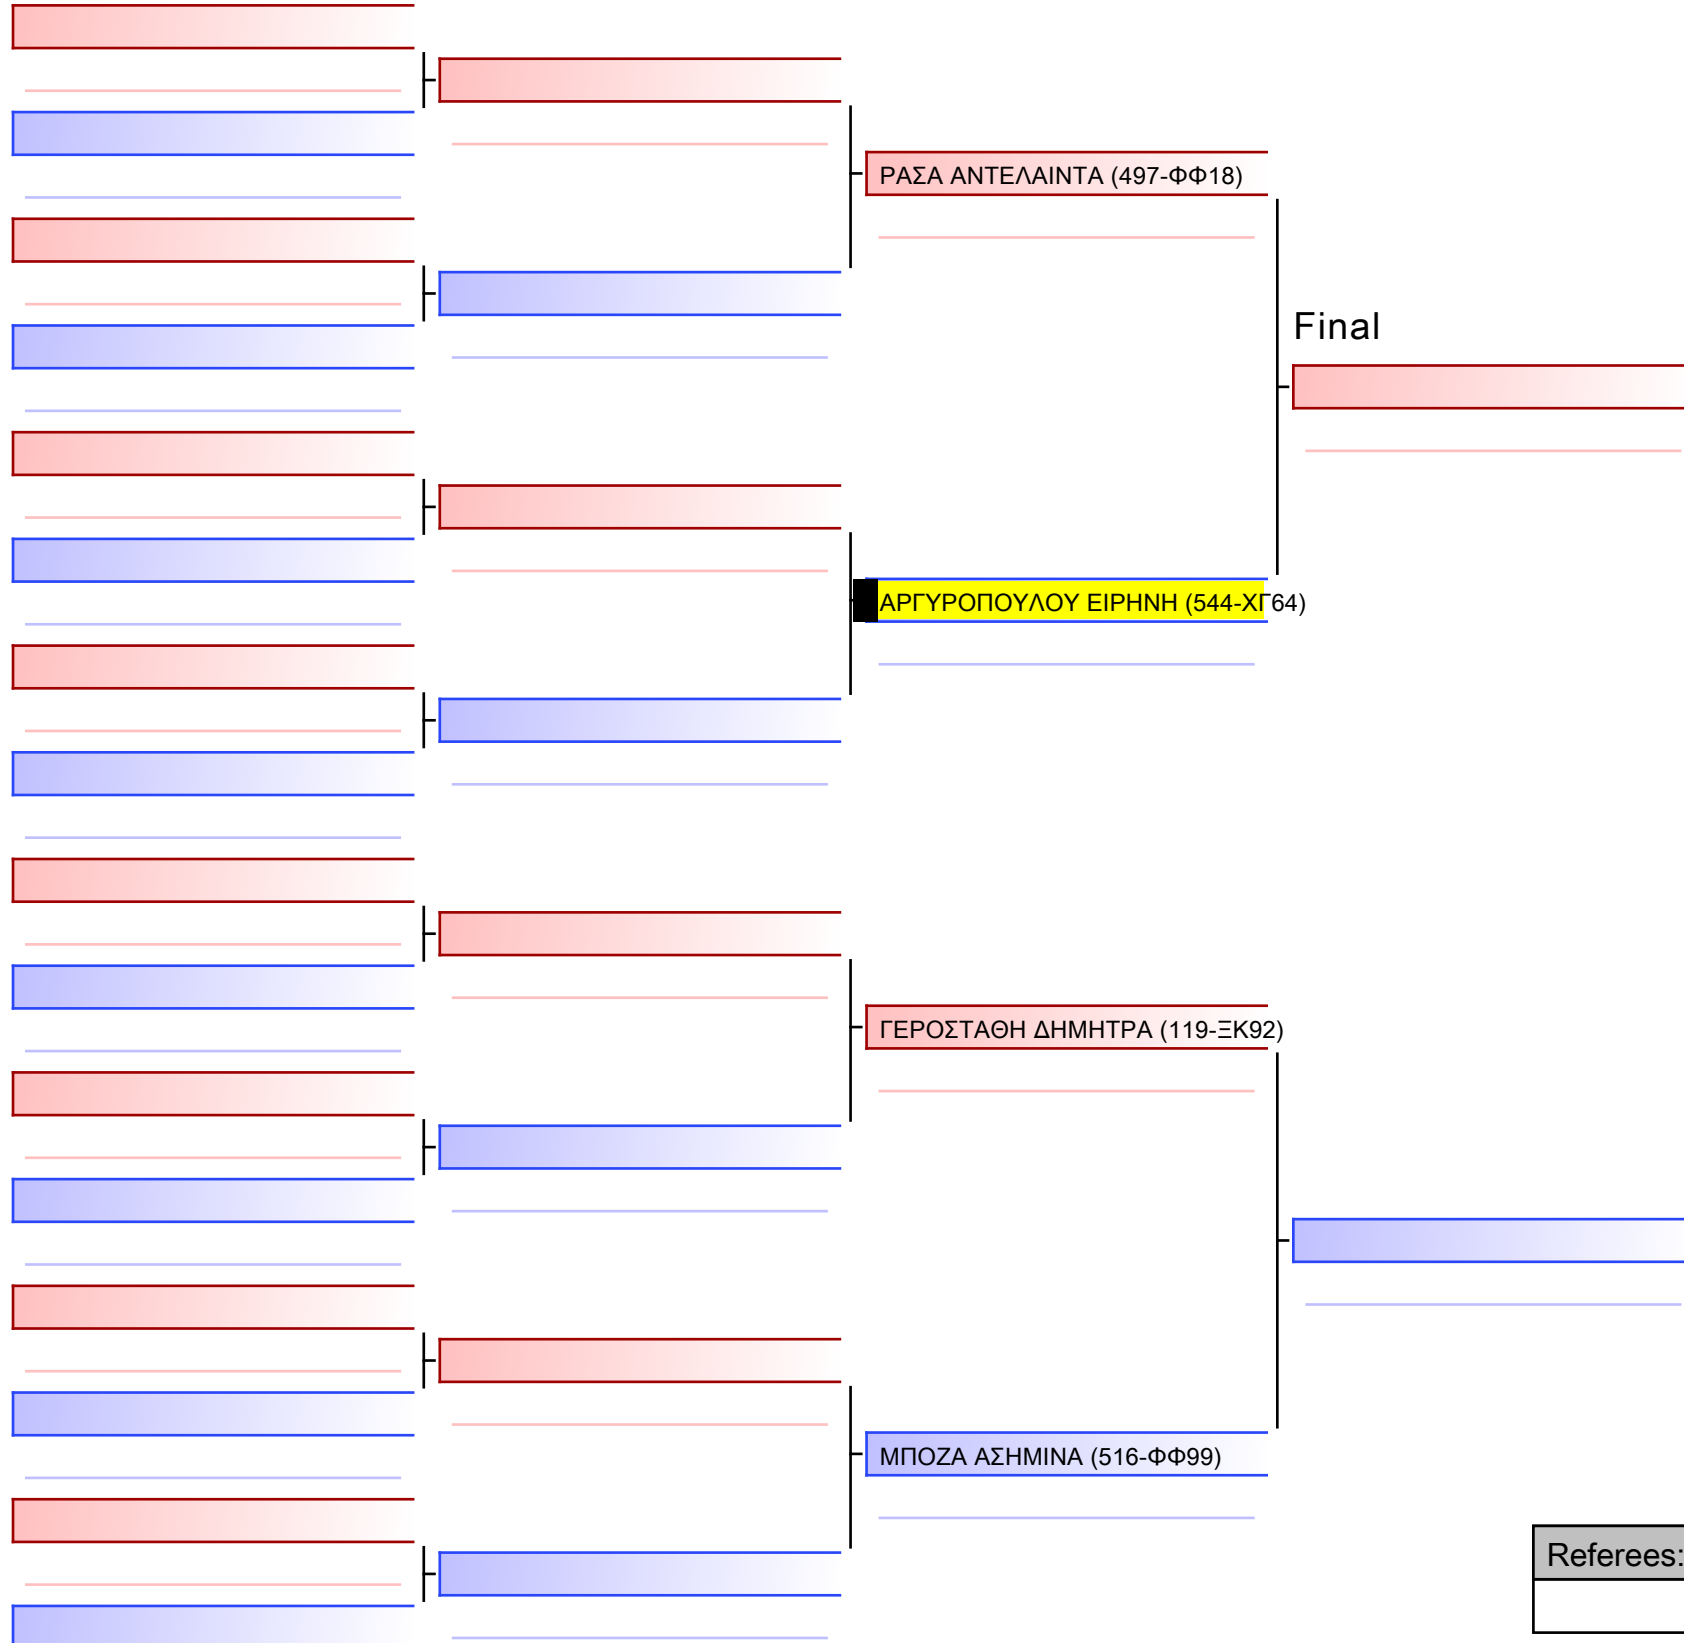 ΡΑΣΑ ΑΝΤΕΛΑΙΝΤΑ (497-ΦΦ18)
Final
ΑΡΓΥΡΟΠΟΥΛΟΥ ΕΙΡΗΝΗ (544-ΧΓ64)
ΓΕΡΟΣΤΑΘΗ ΔΗΜΗΤΡΑ (119-ΞΚ92)
ΜΠΟΖΑ ΑΣΗΜΙΝΑ (516-ΦΦ99)
Referees: